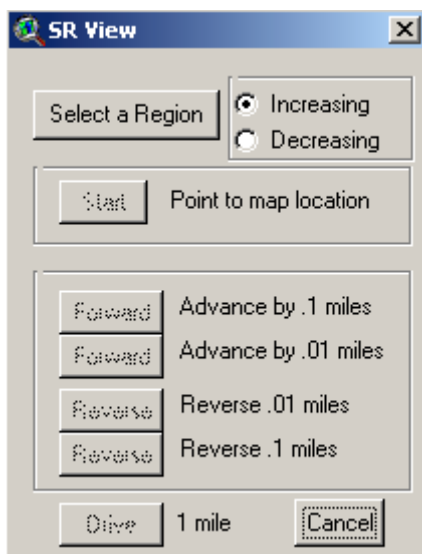 SR View
Select a Region
Increasing
Decreasing
Start Point to map location
Forward Advance by .1 miles
Forward Advance by .01 miles
Reverse Reverse .01 miles
Reverse Reverse .1 miles
Drive 1 mile Cancel